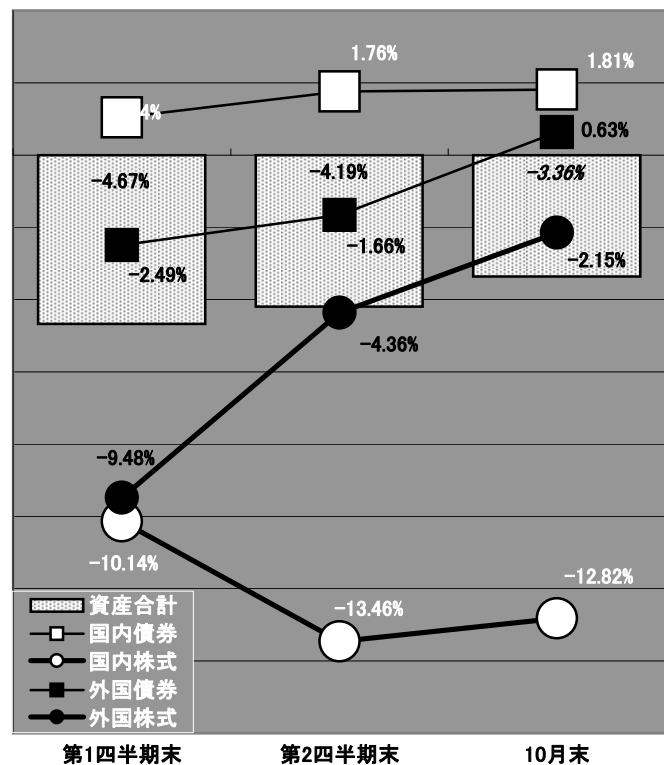 1.76%
1.81%
4%
0.63%
-4.67%
-4.19%
-3.36%
-2.49%
-1.66%
-2.15%
-4.36%
-9.48%
-10.14%
-13.46%
-12.82%
資産合計
国内債券
国内株式
外国債券
外国株式
第1四半期末
第2四半期末
10月末